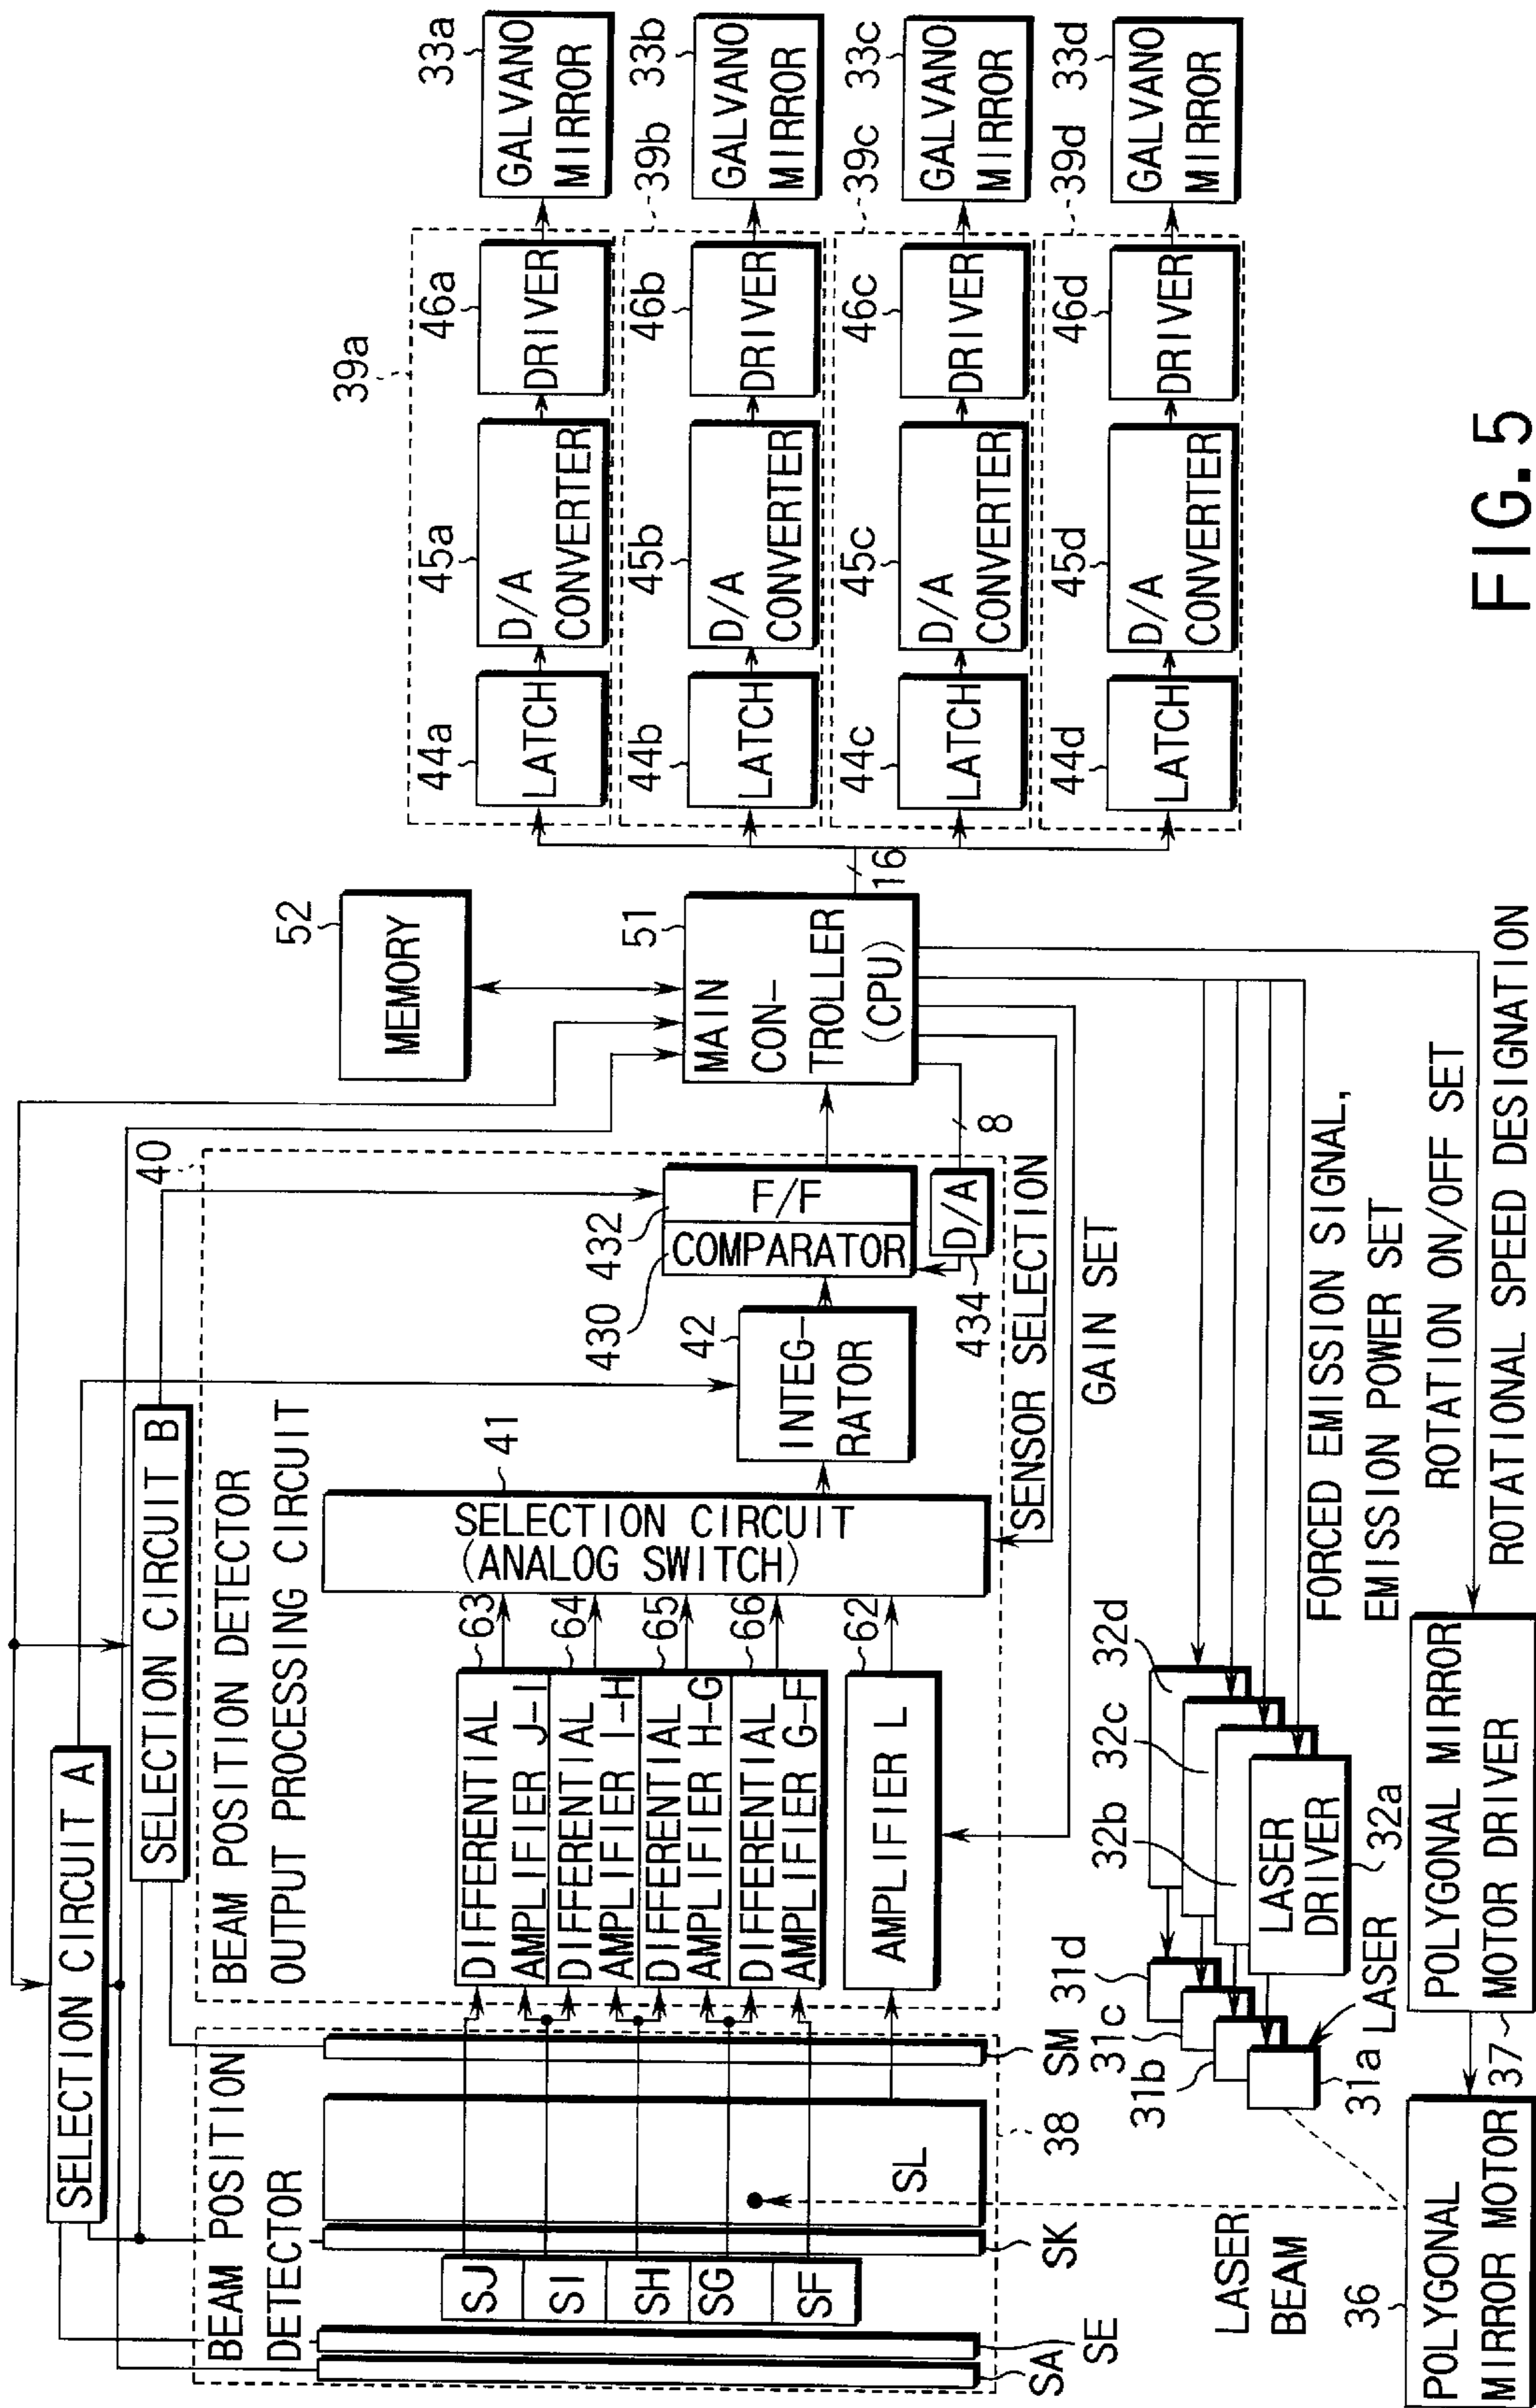 SELECTION CIRCUIT A
SELECTION CIRCUIT B
BEAM POSITION
DETECTOR
SA
SE
SJ
SI
SH
SG
SF
SK
SL
SM
38
BEAM POSITION DETECTOR
OUTPUT PROCESSING CIRCUIT
40
DIFFERENTIAL
AMPLIFIER J-I
63
DIFFERENTIAL
AMPLIFIER I-H
64
DIFFERENTIAL
AMPLIFIER H-G
65
DIFFERENTIAL
AMPLIFIER G-F
66
AMPLIFIER L
62
SELECTION CIRCUIT
(ANALOG SWITCH)
41
INTEG-
RATOR
42
430
432
COMPARATOR
F/F
D/A
434
8
SENSOR SELECTION
GAIN SET
MEMORY
52
MAIN
CON-
TROLLER
(CPU)
51
16
39a
44a
LATCH
45a
D/A
CONVERTER
46a
DRIVER
33a
GALVANO
MIRROR
39b
44b
LATCH
45b
D/A
CONVERTER
46b
DRIVER
33b
GALVANO
MIRROR
39c
44c
LATCH
45c
D/A
CONVERTER
46c
DRIVER
33c
GALVANO
MIRROR
39d
44d
LATCH
45d
D/A
CONVERTER
46d
DRIVER
33d
GALVANO
MIRROR
LASER
BEAM
31d
31c
31b
31a
LASER
32d
32c
32b
LASER
DRIVER
32a
FORCED EMISSION SIGNAL,
EMISSION POWER SET
36
POLYGONAL
MIRROR MOTOR
37
POLYGONAL MIRROR
MOTOR DRIVER
ROTATION ON/OFF SET
ROTATIONAL SPEED DESIGNATION
FIG. 5